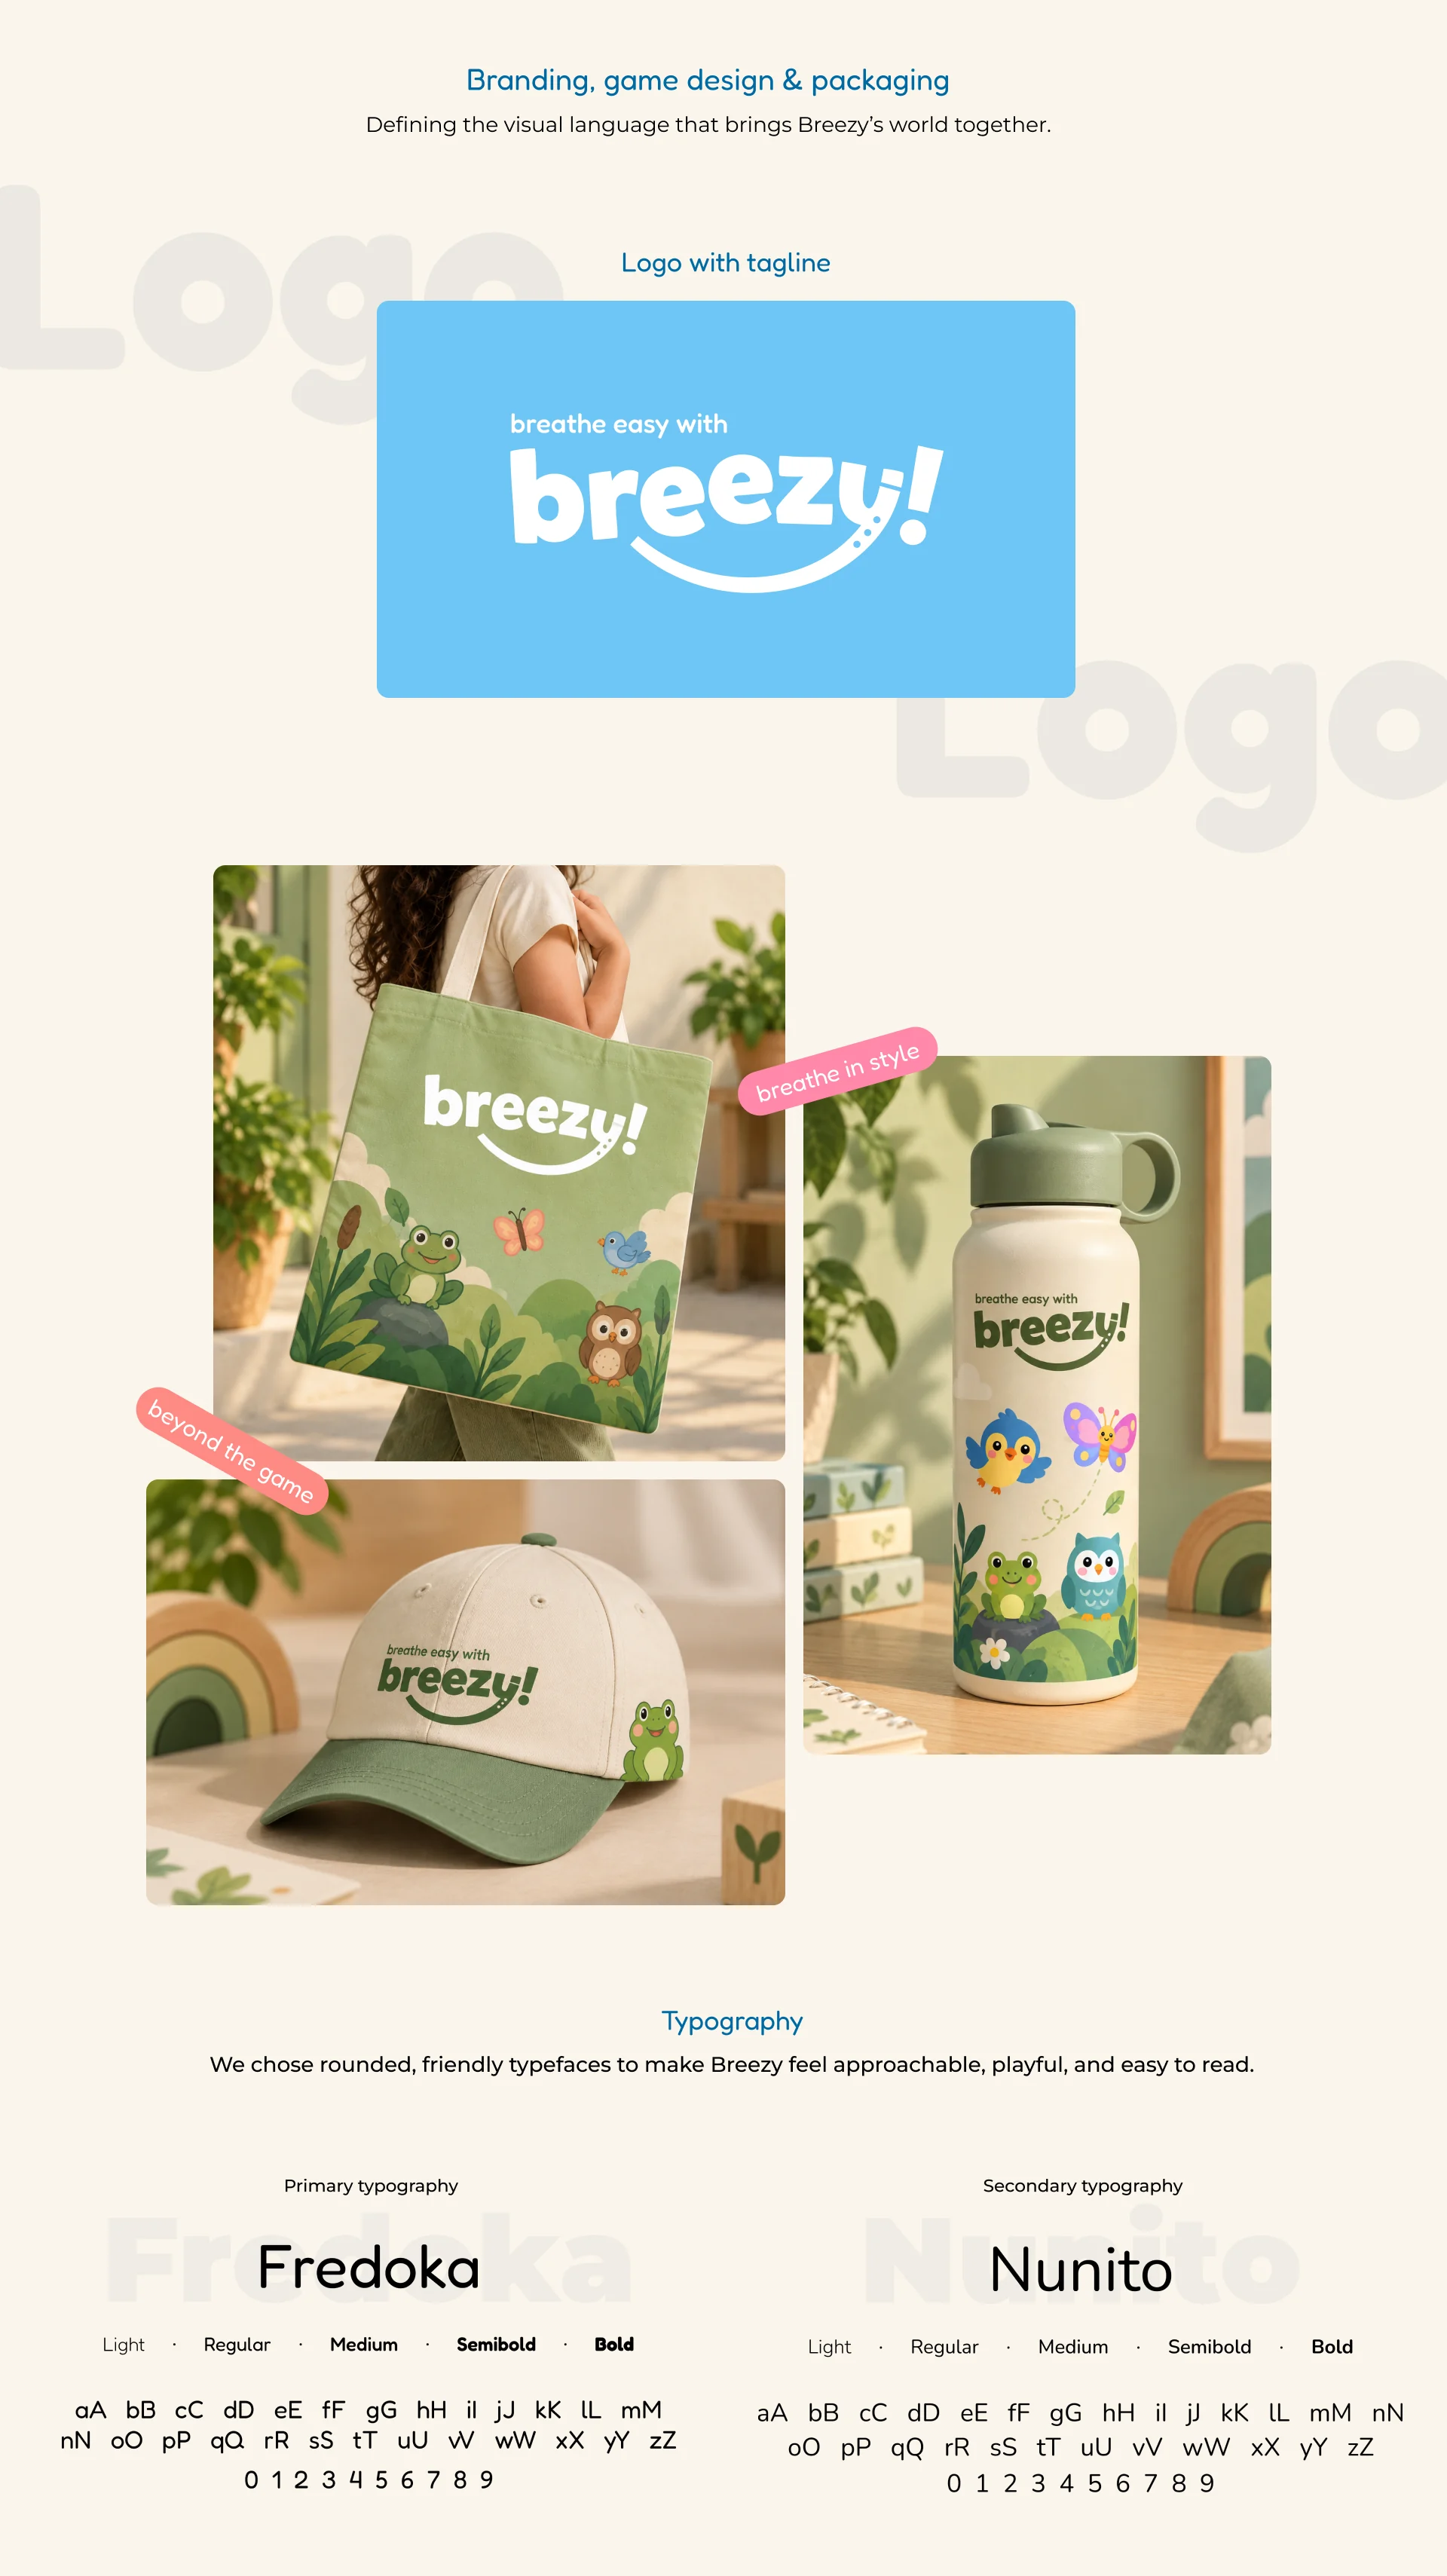 Branding, game design & packaging
Defining the visual language that brings Breezy’s world together.
Logo
Logo with tagline
breathe easy with
breezy!
Logo
breezy!
breathe in style
breathe easy with
breezy!
beyond the game
breathe easy with
breezy!
Typography
We chose rounded, friendly typefaces to make Breezy feel approachable, playful, and easy to read.
Primary typography
Fredoka
Fredoka
Light · Regular · Medium · Semibold · Bold
aA bB cC dD eE fF gG hH iI jJ kK lL mM
nN oO pP qQ rR sS tT uU vV wW xX yY zZ
0 1 2 3 4 5 6 7 8 9
Secondary typography
Nunito
Nunito
Light · Regular · Medium · Semibold · Bold
aA bB cC dD eE fF gG hH iI jJ kK lL mM nN
oO pP qQ rR sS tT uU vV wW xX yY zZ
0 1 2 3 4 5 6 7 8 9